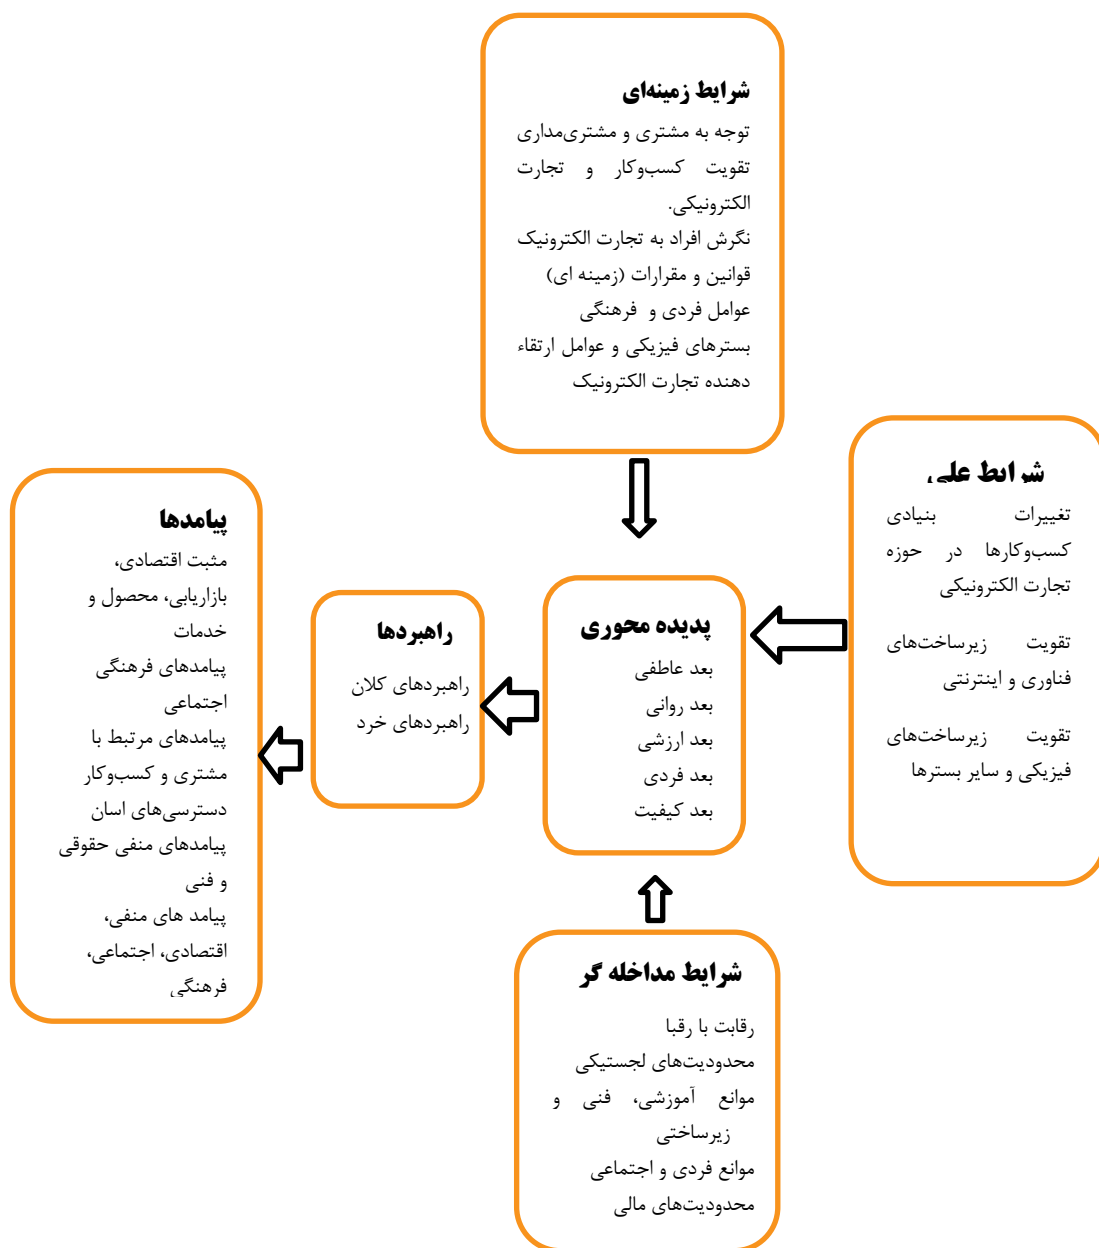 شرایط زمینه‌ای
توجه به مشتری و مشتری‌مداری
تقویت کسب‌وکار و تجارت
الکترونیکی.
نگرش افراد به تجارت الکترونیک
قوانین و مقرارات (زمینه ای)
عوامل فردی و فرهنگی
بسترهای فیزیکی و عوامل ارتقاء
دهنده تجارت الکترونیک
شرایط علی
تغییرات بنیادی
کسب‌وکارها در حوزه
تجارت الکترونیکی
تقویت زیرساخت‌های
فناوری و اینترنتی
تقویت زیرساخت‌های
فیزیکی و سایر بسترها
پدیده محوری
بعد عاطفی
بعد روانی
بعد ارزشی
بعد فردی
بعد کیفیت
راهبردها
راهبردهای کلان
راهبردهای خرد
پیامدها
مثبت اقتصادی،
بازاریابی، محصول و
خدمات
پیامدهای فرهنگی
اجتماعی
پیامدهای مرتبط با
مشتری و کسب‌وکار
دسترسی‌های اسان
پیامدهای منفی حقوقی
و فنی
پیامد های منفی،
اقتصادی، اجتماعی،
فرهنگی
شرایط مداخله گر
رقابت با رقبا
محدودیت‌های لجستیکی
موانع آموزشی، فنی و
زیرساختی
موانع فردی و اجتماعی
محدودیت‌های مالی